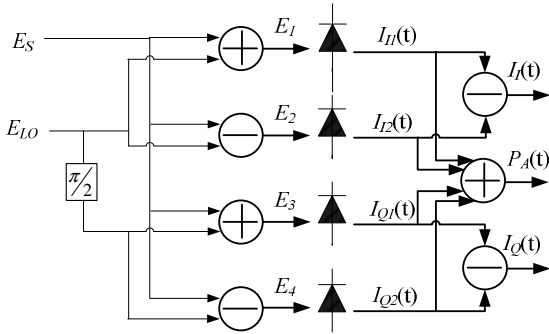 E_S
E_LO
π/2
E_1
E_2
E_3
E_4
I_I1(t)
I_I2(t)
I_Q1(t)
I_Q2(t)
I_I(t)
P_A(t)
I_Q(t)